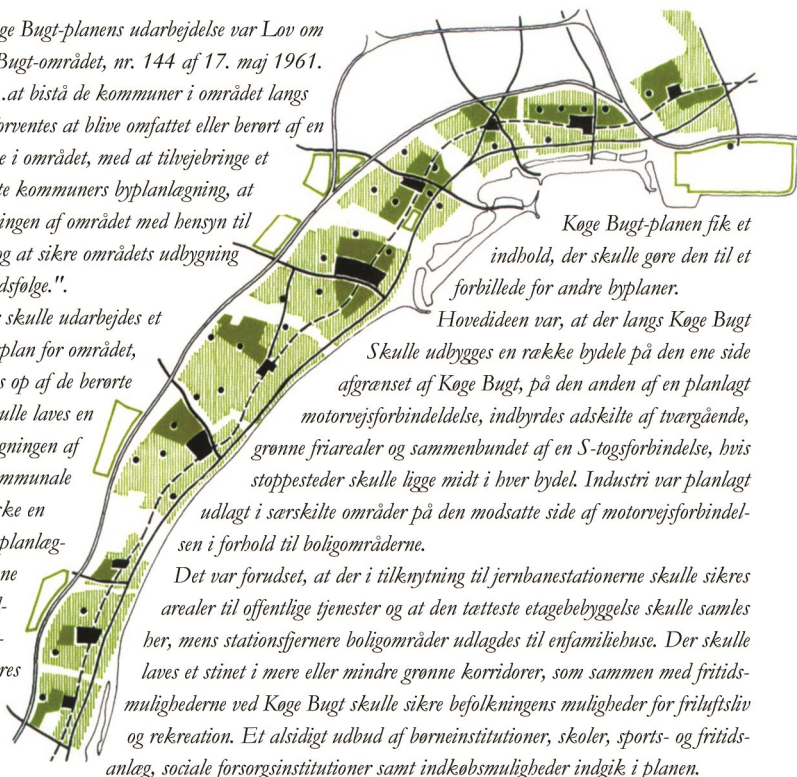 ge Bugt-planens udarbejdelse var Lov om
Bugt-området, nr. 144 af 17. maj 1961.
..at bistå de kommuner i området langs
orventes at blive omfattet eller berørt af en
e i området, med at tilvejebringe et
te kommuners byplanlægning, at
ingen af området med hensyn til
og at sikre områdets udbygning
dsfølge.".
skulle udarbejdes et
plan for området,
s op af de berørte
ulle laves en
gningen af
mmunale
ke en
planlæg-
ne
l-
-
res
Køge Bugt-planen fik et
indhold, der skulle gøre den til et
forbillede for andre byplaner.
Hovedideen var, at der langs Køge Bugt
Skulle udbygges en række bydele på den ene side
afgrænset af Køge Bugt, på den anden af en planlagt
motorvejsforbindeldelse, indbyrdes adskilte af tværgående,
grønne friarealer og sammenbundet af en S-togsforbindelse, hvis
stoppesteder skulle ligge midt i hver bydel. Industri var planlagt
udlagt i særskilte områder på den modsatte side af motorvejsforbindel-
sen i forhold til boligområderne.
Det var forudset, at der i tilknytning til jernbanestationerne skulle sikres
arealer til offentlige tjenester og at den tætteste etagebebyggelse skulle samles
her, mens stationsfjernere boligområder udlagdes til enfamiliehuse. Der skulle
laves et stinet i mere eller mindre grønne korridorer, som sammen med fritids-
mulighederne ved Køge Bugt skulle sikre befolkningens muligheder for friluftsliv
og rekreation. Et alsidigt udbud af børneinstitutioner, skoler, sports- og fritids-
anlæg, sociale forsorgsinstitutioner samt indkøbsmuligheder indgik i planen.